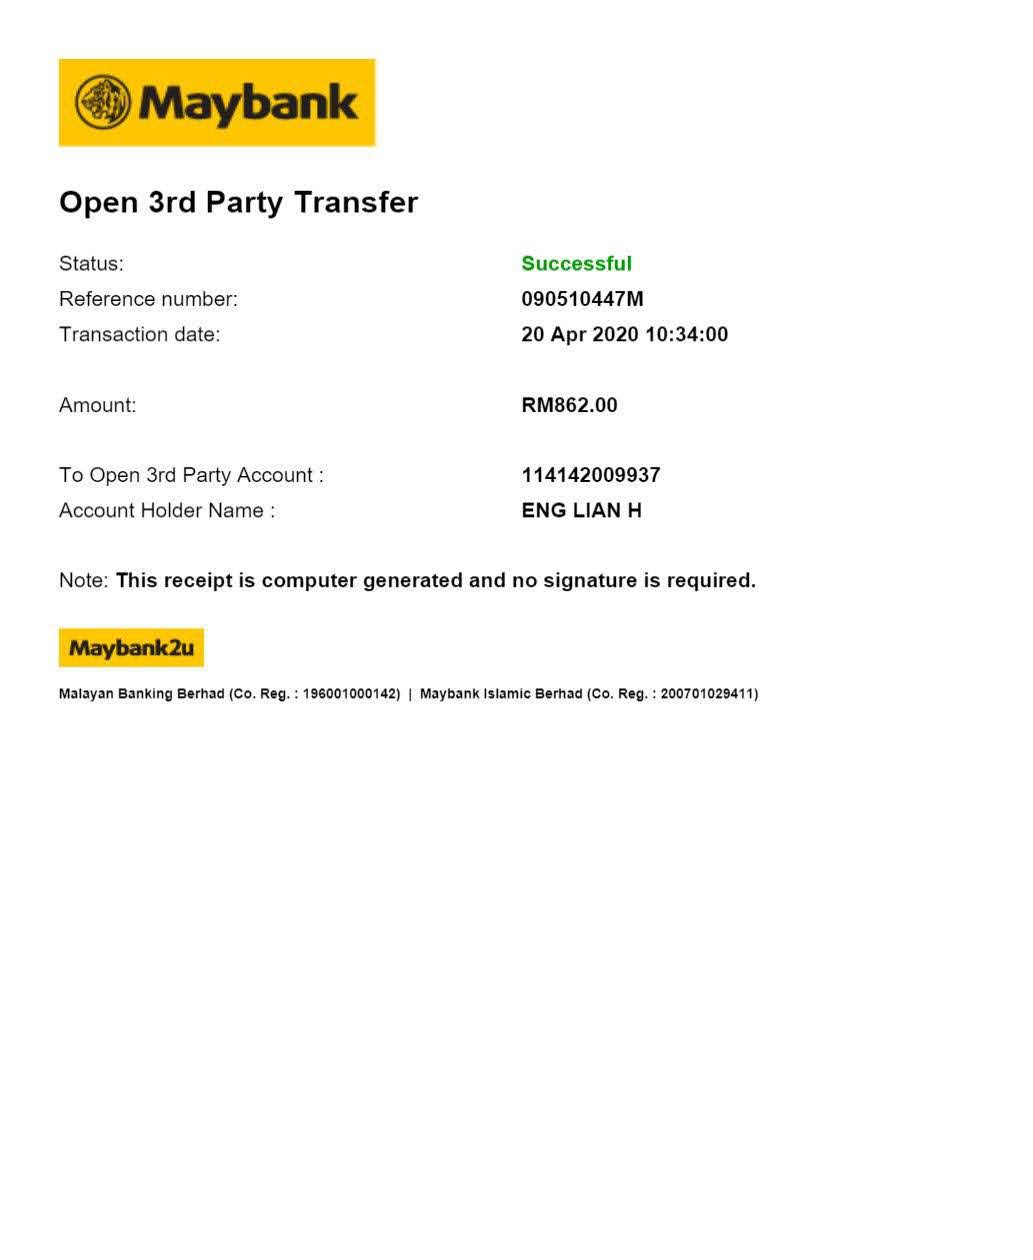 Maybank
Open 3rd Party Transfer
Status: Successful
Reference number: 090510447M
Transaction date: 20 Apr 2020 10:34:00
Amount: RM862.00
To Open 3rd Party Account : 114142009937
Account Holder Name : ENG LIAN H
Note: This receipt is computer generated and no signature is required.
Maybank2u
Malayan Banking Berhad (Co. Reg. : 196001000142) | Maybank Islamic Berhad (Co. Reg. : 200701029411)